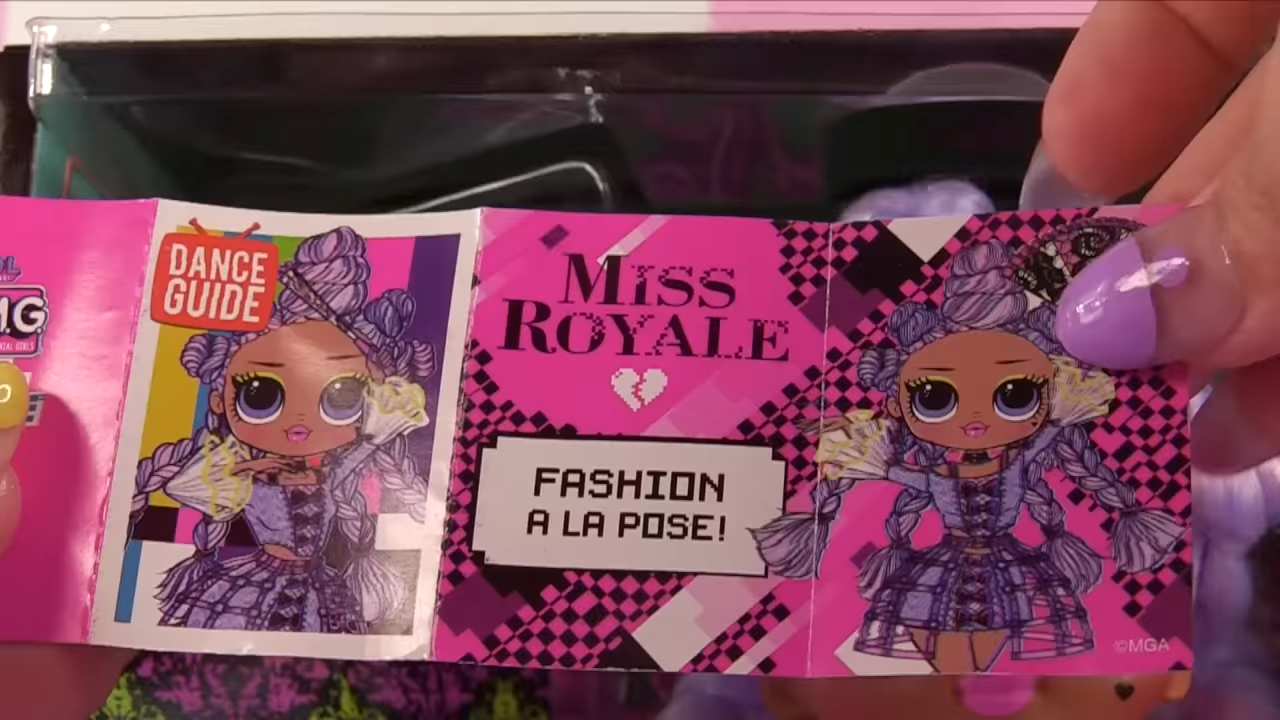 DANCE
GUIDE
MISS
ROYALE
FASHION
A LA POSE!
©MGA